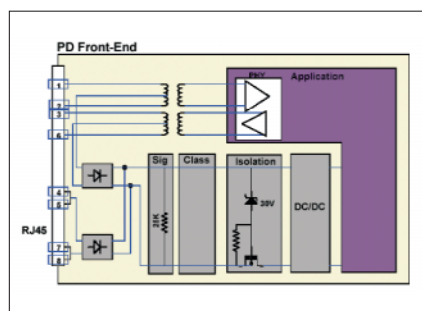 PD Front-End
PHY
Application
1
2
3
6
4
5
7
8
RJ45
Sig
25K
Class
Isolation
30V
DC/DC